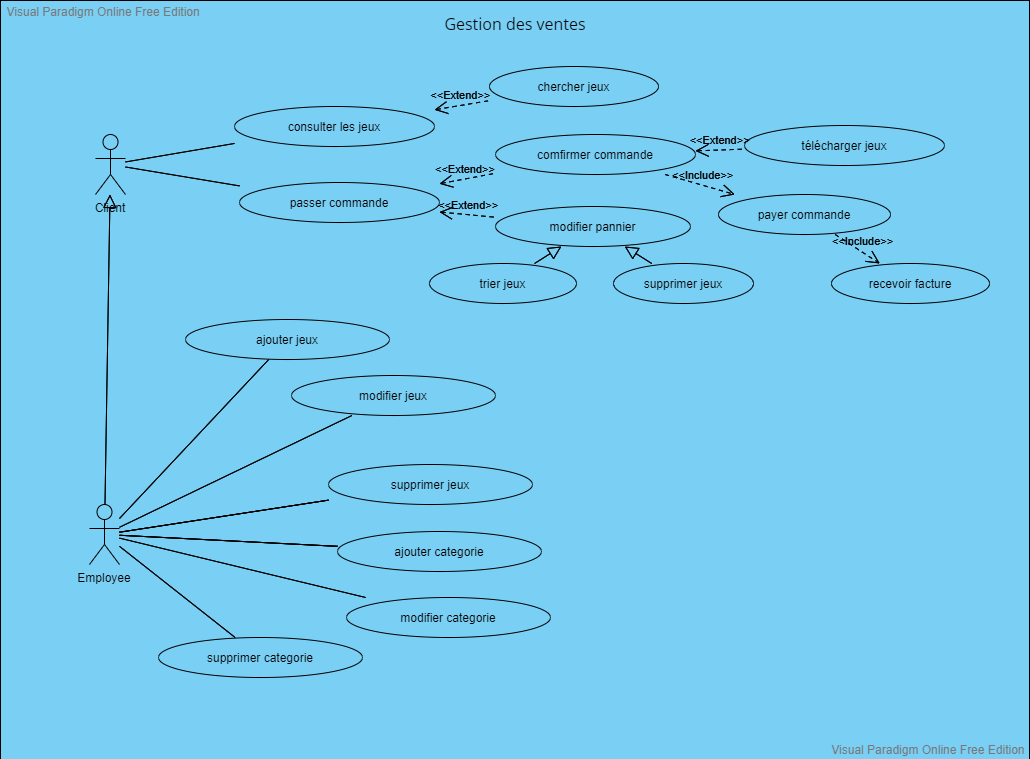 Visual Paradigm Online Free Edition
Gestion des ventes
<<Extend>>
chercher jeux
consulter les jeux
<<Extend>>
télécharger jeux
comfirmer commande
<<Extend>>
<<Include>>
Client
passer commande
<<Extend>>
payer commande
modifier pannier
<<Include>>
trier jeux
supprimer jeux
recevoir facture
ajouter jeux
modifier jeux
supprimer jeux
ajouter categorie
Employee
modifier categorie
supprimer categorie
Visual Paradigm Online Free Edition